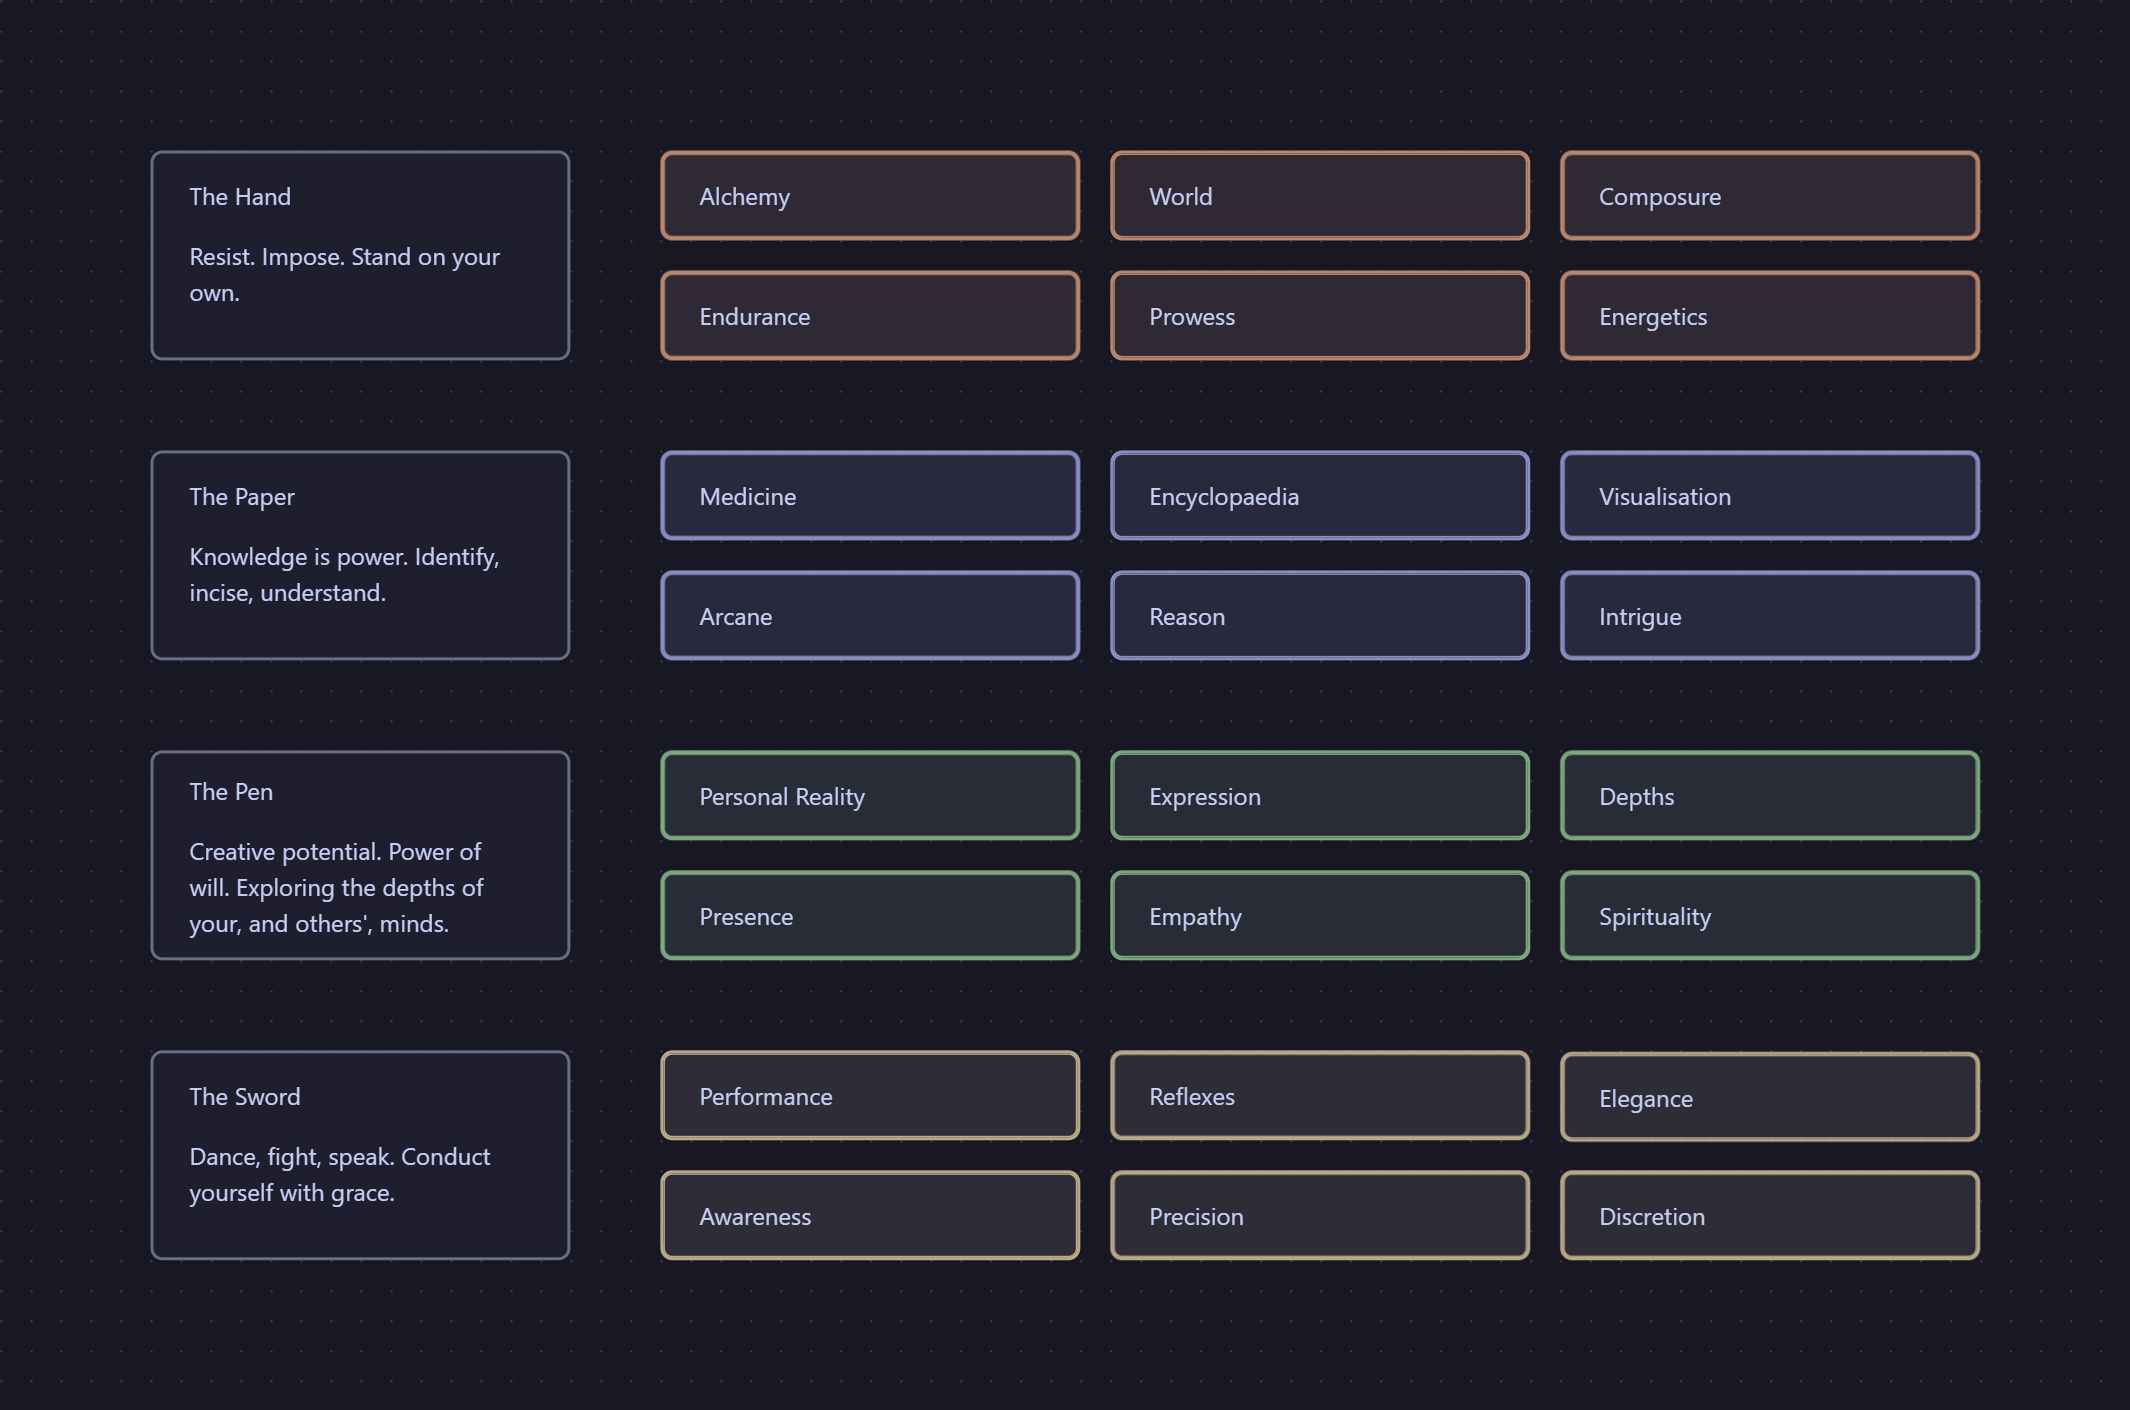 The Hand
Resist. Impose. Stand on your
own.
Alchemy
World
Composure
Endurance
Prowess
Energetics
The Paper
Knowledge is power. Identify,
incise, understand.
Medicine
Encyclopaedia
Visualisation
Arcane
Reason
Intrigue
The Pen
Creative potential. Power of
will. Exploring the depths of
your, and others', minds.
Personal Reality
Expression
Depths
Presence
Empathy
Spirituality
The Sword
Dance, fight, speak. Conduct
yourself with grace.
Performance
Reflexes
Elegance
Awareness
Precision
Discretion